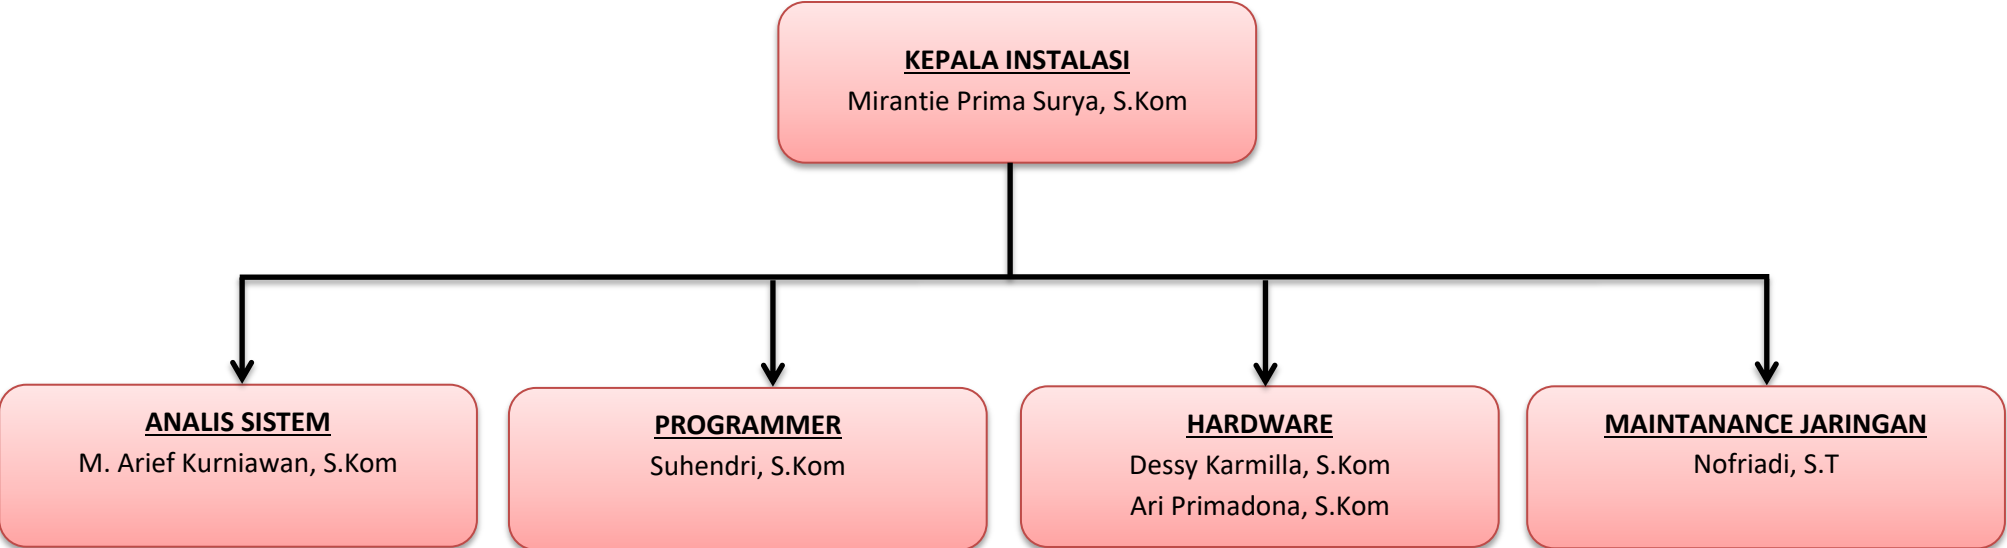 KEPALA INSTALASI
Mirantie Prima Surya, S.Kom
ANALIS SISTEM
M. Arief Kurniawan, S.Kom
PROGRAMMER
Suhendri, S.Kom
HARDWARE
Dessy Karmilla, S.Kom
Ari Primadona, S.Kom
MAINTANANCE JARINGAN
Nofriadi, S.T